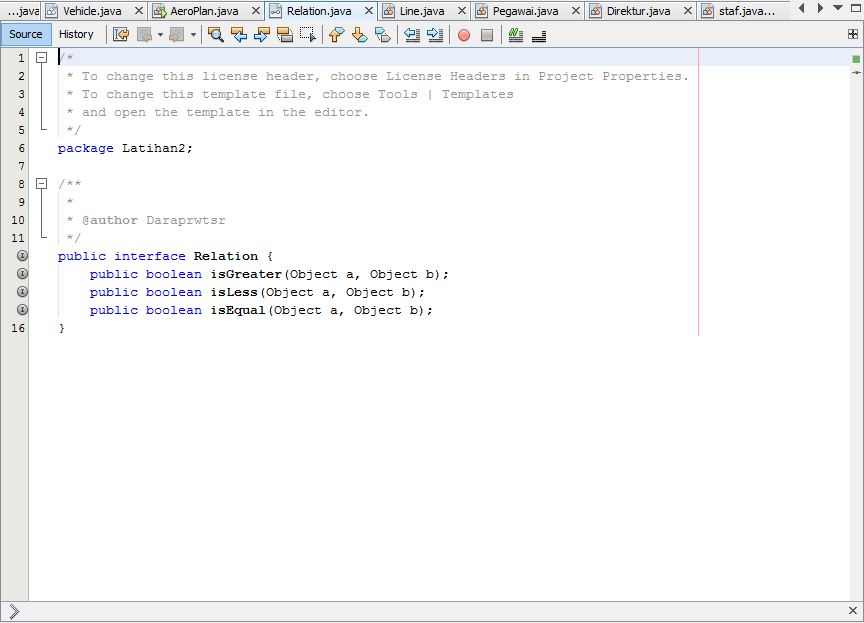 ...java Vehicle.java AeroPlan.java Relation.java Line.java Pegawai.java Direktur.java staf.java...
Source History
1 /*
2 * To change this license header, choose License Headers in Project Properties.
3 * To change this template file, choose Tools | Templates
4 * and open the template in the editor.
5 */
6 package Latihan2;
7
8 /**
9 *
10 * @author Daraprwtsr
11 */
public interface Relation {
public boolean isGreater(Object a, Object b);
public boolean isLess(Object a, Object b);
public boolean isEqual(Object a, Object b);
16 }